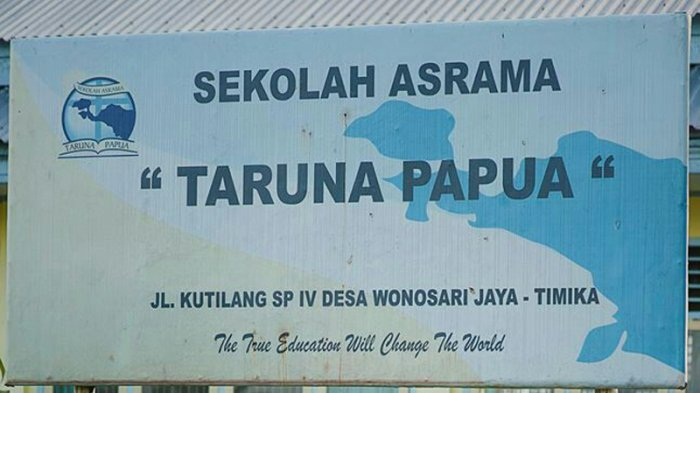 SEKOLAH ASRAMA
SEKOLAH ASRAMA
TARUNA PAPUA
“ TARUNA PAPUA “
JL. KUTILANG SP IV DESA WONOSARI JAYA - TIMIKA
The True Education Will Change The World